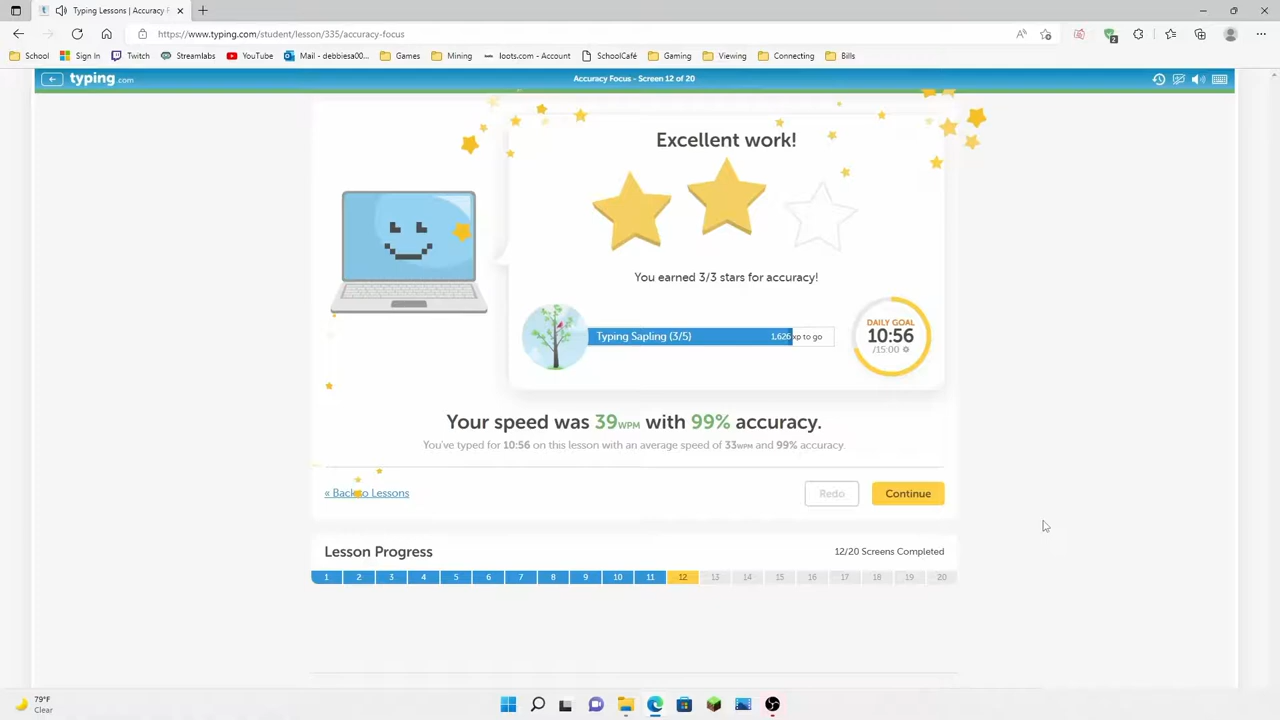 Typing Lessons | Accuracy F
https://www.typing.com/student/lesson/335/accuracy-focus
School Sign In Twitch Streamlabs YouTube Mail - debbiesa00... Games Mining loots.com - Account SchoolCafé Gaming Viewing Connecting Bills
typing.com
Accuracy Focus - Screen 12 of 20
Excellent work!
You earned 3/3 stars for accuracy!
Typing Sapling (3/5)
1,626 xp to go
DAILY GOAL
10:56
/15:00
Your speed was 39WPM with 99% accuracy.
You've typed for 10:56 on this lesson with an average speed of 33WPM and 99% accuracy.
« Back to Lessons
Redo
Continue
Lesson Progress
12/20 Screens Completed
1 2 3 4 5 6 7 8 9 10 11 12 13 14 15 16 17 18 19 20
79°F
Clear